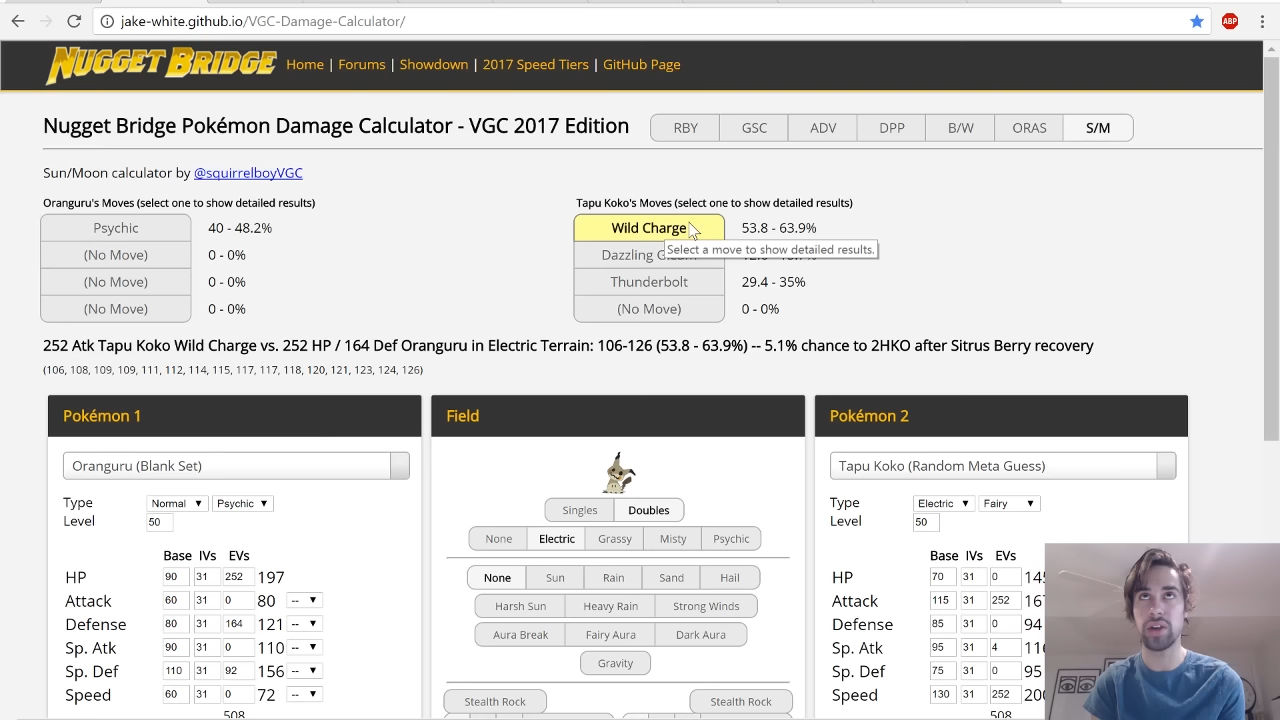 jake-white.github.io/VGC-Damage-Calculator/
ABP
NUGGET BRIDGE Home | Forums | Showdown | 2017 Speed Tiers | GitHub Page
Nugget Bridge Pokémon Damage Calculator - VGC 2017 Edition RBY GSC ADV DPP B/W ORAS S/M
Sun/Moon calculator by @squirrelboyVGC
Oranguru's Moves (select one to show detailed results)
Psychic 40 - 48.2%
(No Move) 0 - 0%
(No Move) 0 - 0%
(No Move) 0 - 0%
Tapu Koko's Moves (select one to show detailed results)
Wild Charge 53.8 - 63.9%
Select a move to show detailed results.
Dazzling
Thunderbolt 29.4 - 35%
(No Move) 0 - 0%
252 Atk Tapu Koko Wild Charge vs. 252 HP / 164 Def Oranguru in Electric Terrain: 106-126 (53.8 - 63.9%) -- 5.1% chance to 2HKO after Sitrus Berry recovery
(106, 108, 109, 109, 111, 112, 114, 115, 117, 117, 118, 120, 121, 123, 124, 126)
Pokémon 1
Oranguru (Blank Set)
Type Normal Psychic
Level 50
Base IVs EVs
HP 90 31 252 197
Attack 60 31 0 80 --
Defense 80 31 164 121 --
Sp. Atk 90 31 0 110 --
Sp. Def 110 31 92 156 --
Speed 60 31 0 72 --
508
Field
Singles Doubles
None Electric Grassy Misty Psychic
None Sun Rain Sand Hail
Harsh Sun Heavy Rain Strong Winds
Aura Break Fairy Aura Dark Aura
Gravity
Stealth Rock Stealth Rock
Pokémon 2
Tapu Koko (Random Meta Guess)
Type Electric Fairy
Level 50
Base IVs EVs
HP 70 31 0 145
Attack 115 31 252 167
Defense 85 31 0 94
Sp. Atk 95 31 4
Sp. Def 75 31 0 95
Speed 130 31 252 200
508